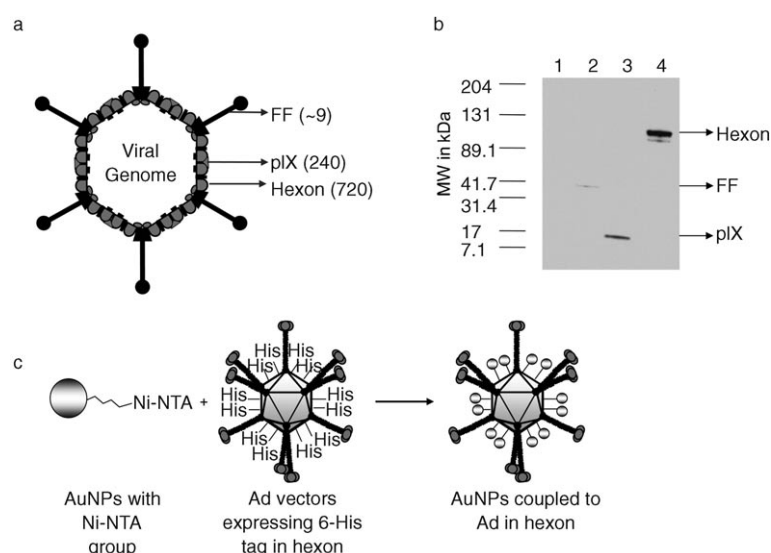 a
FF (~9)
pIX (240)
Hexon (720)
Viral
Genome
b
1 2 3 4
MW in kDa
204
131
89.1
41.7
31.4
17
7.1
Hexon
FF
pIX
c
Ni-NTA +
His His
His His
His His
His His
His His
His His
AuNPs with
Ni-NTA
group
Ad vectors
expressing 6-His
tag in hexon
AuNPs coupled to
Ad in hexon